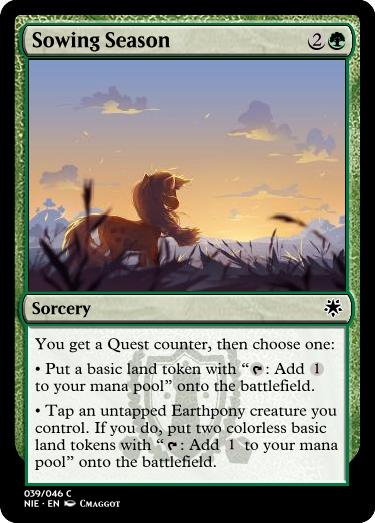 Sowing Season 2
Sorcery
You get a Quest counter, then choose one:
• Put a basic land token with “: Add 1
to your mana pool” onto the battlefield.
• Tap an untapped Earthpony creature you
control. If you do, put two colorless basic
land tokens with “: Add 1 to your mana
pool” onto the battlefield.
039/046 C
NIE • EN Cmaggot